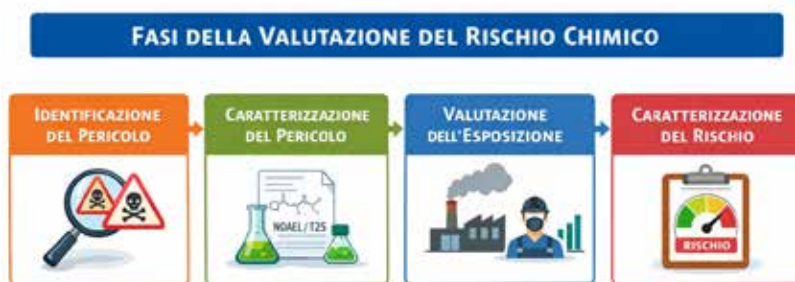 FASI DELLA VALUTAZIONE DEL RISCHIO CHIMICO
IDENTIFICAZIONE
DEL PERICOLO
CARATTERIZZAZIONE
DEL PERICOLO
NOAEL/T25
VALUTAZIONE
DELL'ESPOSIZIONE
CARATTERIZZAZIONE
DEL RISCHIO
RISCHIO